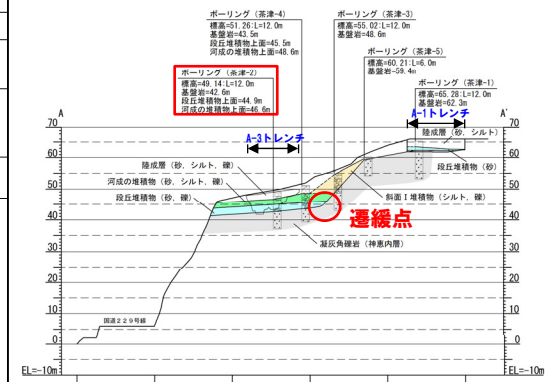 ボーリング（茶津-4）
標高=51.26:L=12.0m
基盤岩=43.5m
段丘堆積物上面=45.5m
河成の堆積物上面=48.6m
ボーリング（茶津-3）
標高=55.02:L=12.0m
基盤岩=48.6m
ボーリング（茶津-5）
標高=60.21:L=6.0m
基盤岩=59.4m
ボーリング（茶津-2）
標高=49.14:L=12.0m
基盤岩=42.6m
段丘堆積物上面=44.9m
河成の堆積物上面=46.6m
ボーリング（茶津-1）
標高=65.28:L=12.0m
基盤岩=62.3m
A
A'
A-3トレンチ
A-1トレンチ
陸成層（砂, シルト）
段丘堆積物（砂）
陸成層（砂, シルト, 礫）
河成の堆積物（砂, シルト, 礫）
段丘堆積物（砂, 礫）
斜面Ⅰ堆積物（シルト, 礫）
遷緩点
凝灰角礫岩（神恵内層）
国道229号線
70
60
50
40
30
20
10
0
EL=-10m
70
60
50
40
30
20
10
0
EL=-10m